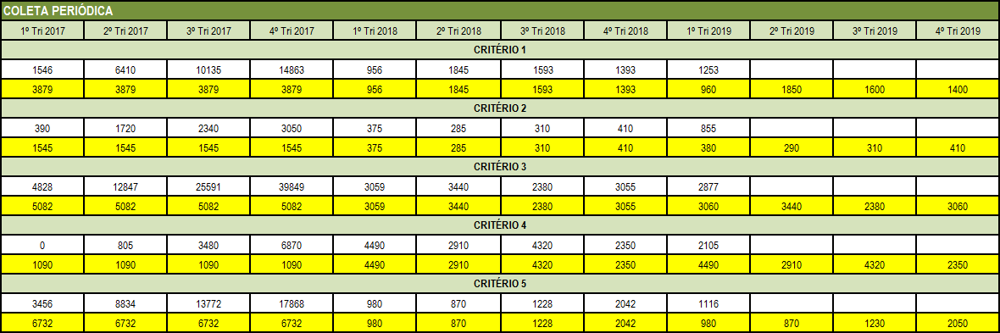 COLETA PERIÓDICA
1º Tri 2017 2º Tri 2017 3º Tri 2017 4º Tri 2017 1º Tri 2018 2º Tri 2018 3º Tri 2018 4º Tri 2018 1º Tri 2019 2º Tri 2019 3º Tri 2019 4º Tri 2019
CRITÉRIO 1
1546 6410 10135 14863 956 1845 1593 1393 1253
3879 3879 3879 3879 956 1845 1593 1393 960 1850 1600 1400
CRITÉRIO 2
390 1720 2340 3050 375 285 310 410 855
1545 1545 1545 1545 375 285 310 410 380 290 310 410
CRITÉRIO 3
4828 12847 25591 39849 3059 3440 2380 3055 2877
5082 5082 5082 5082 3059 3440 2380 3055 3060 3440 2380 3060
CRITÉRIO 4
0 805 3480 6870 4490 2910 4320 2350 2105
1090 1090 1090 1090 4490 2910 4320 2350 4490 2910 4320 2350
CRITÉRIO 5
3456 8834 13772 17868 980 870 1228 2042 1116
6732 6732 6732 6732 980 870 1228 2042 980 870 1230 2050